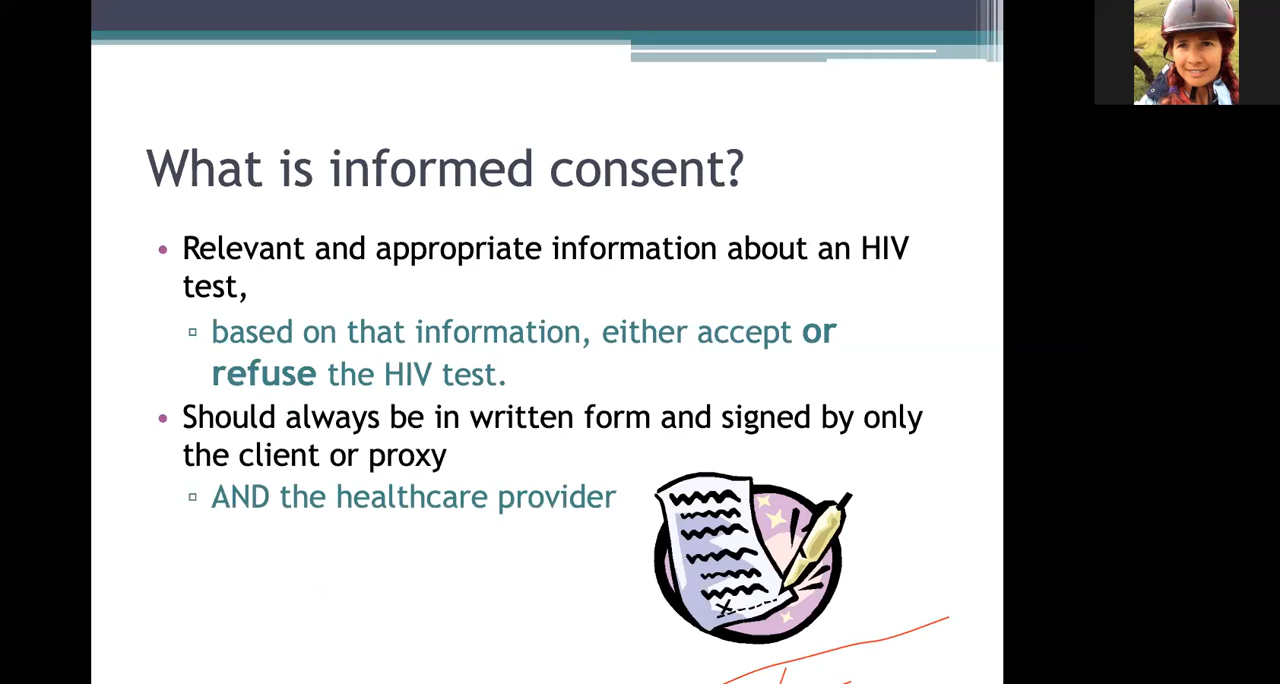 What is informed consent?
• Relevant and appropriate information about an HIV
test,
▫ based on that information, either accept or
refuse the HIV test.
• Should always be in written form and signed by only
the client or proxy
▫ AND the healthcare provider